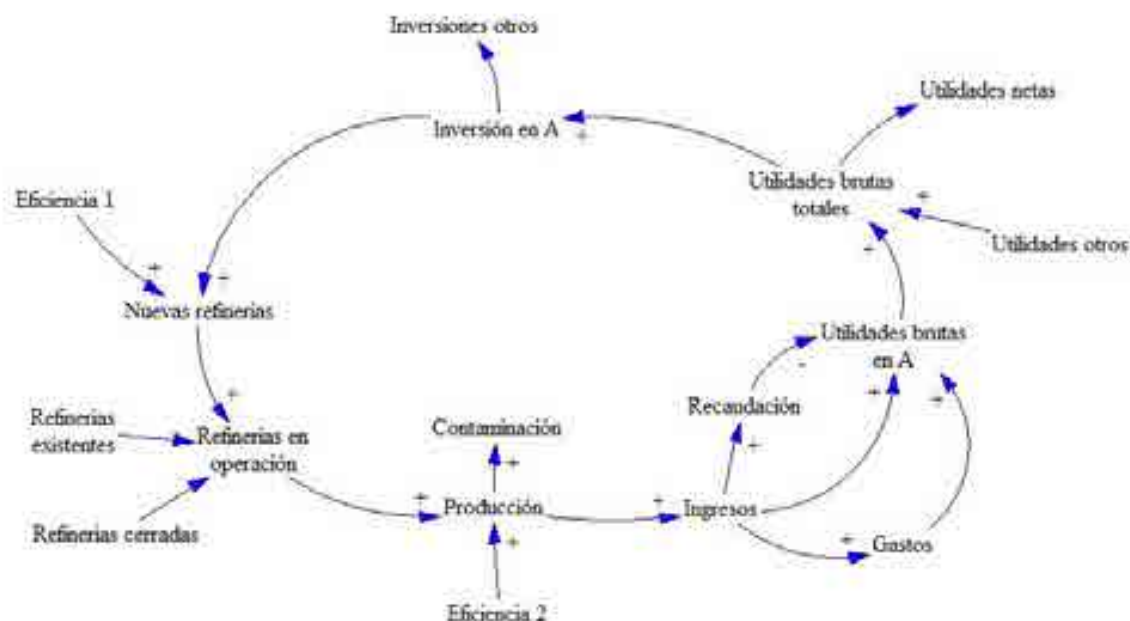 Inversiones otros
Utilidades netas
Inversión en A
+
Utilidades brutas
totales
+
Eficiencia 1
Utilidades otros
+
+
+
Nuevas refinerias
Utilidades brutas
en A
-
+
+
+
Recaudación
Refinerias
existentes
Contaminación
Refinerias en
operación
+
+
+
Producción
+
Ingresos
Refinerias cerradas
+
+
Gastos
Eficiencia 2